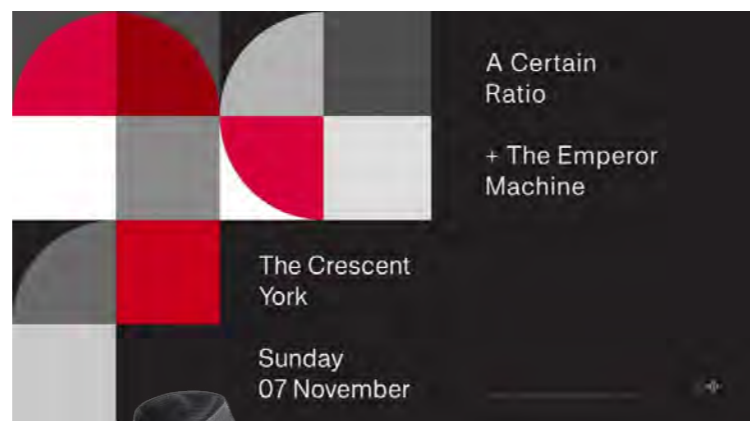 A Certain
Ratio
+ The Emperor
Machine
The Crescent
York
Sunday
07 November